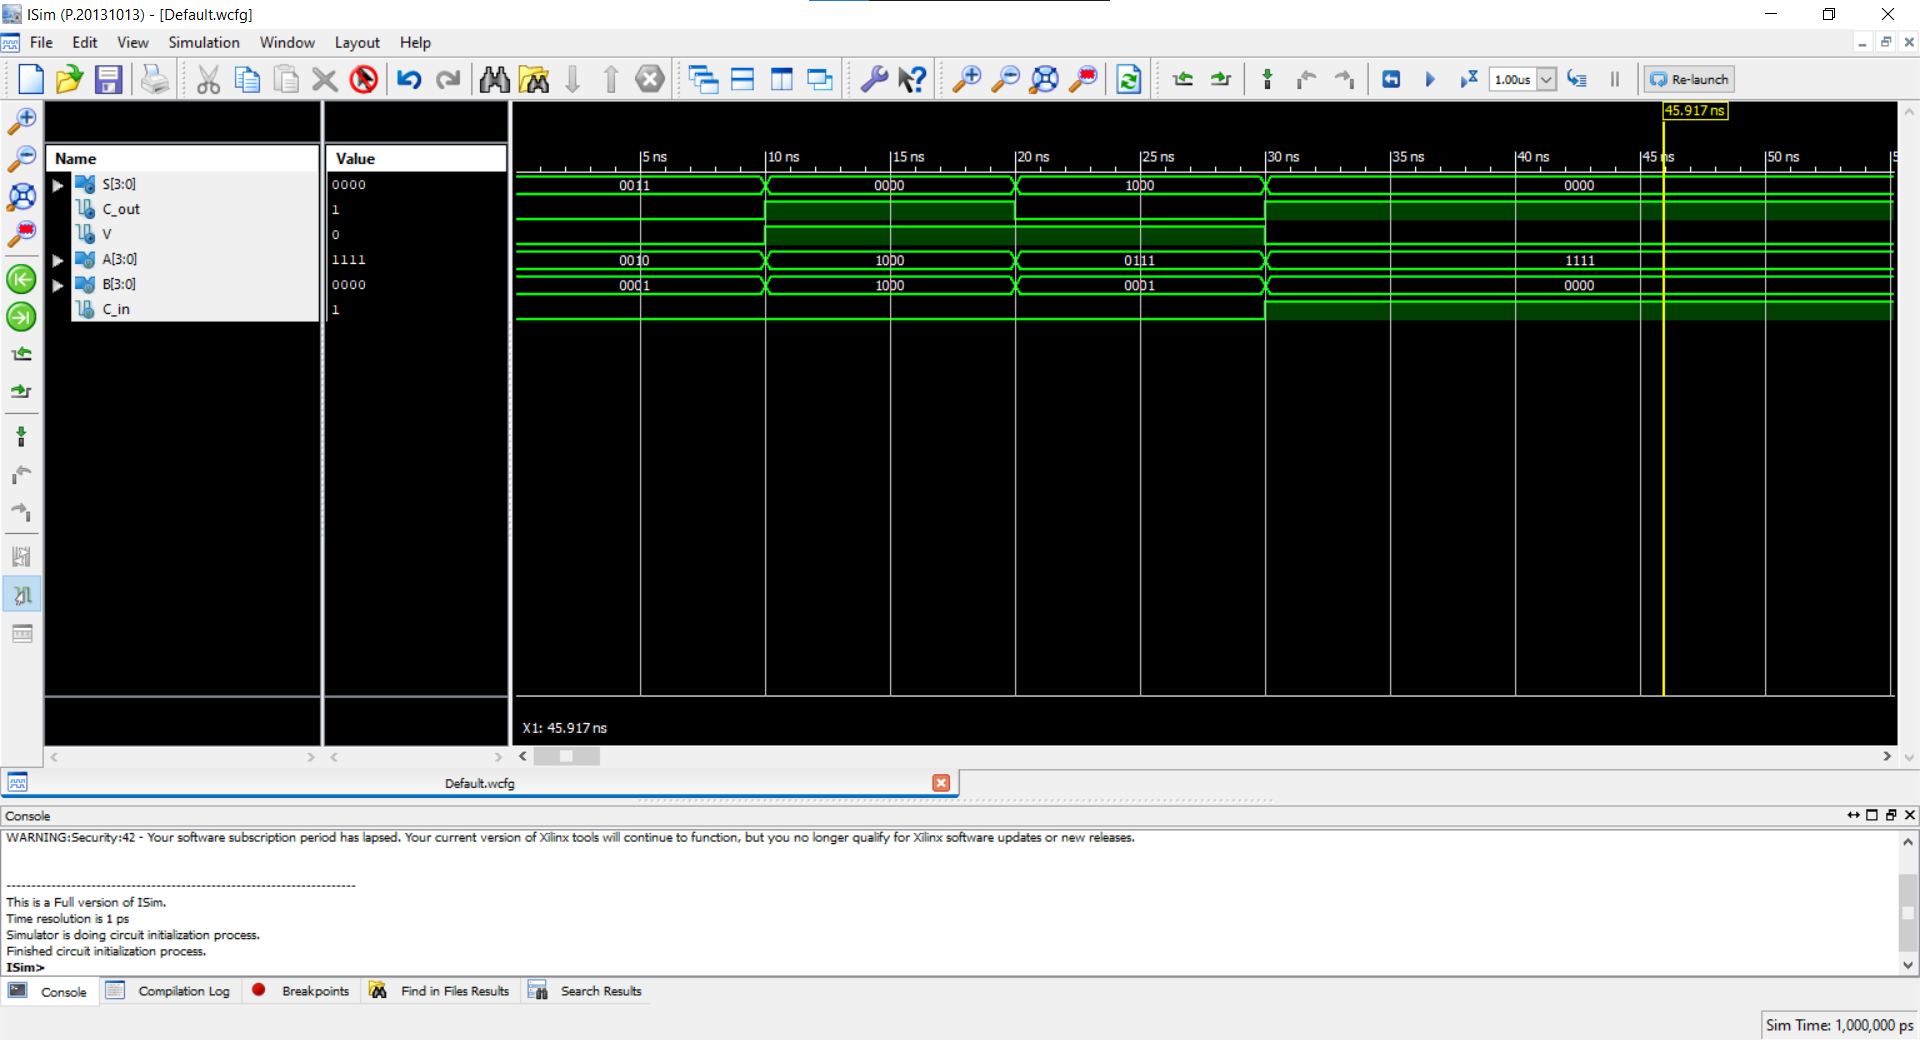 ISim (P.20131013) - [Default.wcfg]
File Edit View Simulation Window Layout Help
1.00us Re-launch
45.917 ns
Name Value
5 ns 10 ns 15 ns 20 ns 25 ns 30 ns 35 ns 40 ns 45 ns 50 ns 5
S[3:0] 0000 0011 0000 1000 0000
C_out 1
V 0
A[3:0] 1111 0010 1000 0111 1111
B[3:0] 0000 0001 1000 0001 0000
C_in 1
X1: 45.917 ns
Default.wcfg
Console
WARNING:Security:42 - Your software subscription period has lapsed. Your current version of Xilinx tools will continue to function, but you no longer qualify for Xilinx software updates or new releases.
----------------------------------------------------------------------
This is a Full version of ISim.
Time resolution is 1 ps
Simulator is doing circuit initialization process.
Finished circuit initialization process.
ISim>
Console Compilation Log Breakpoints Find in Files Results Search Results
Sim Time: 1,000,000 ps